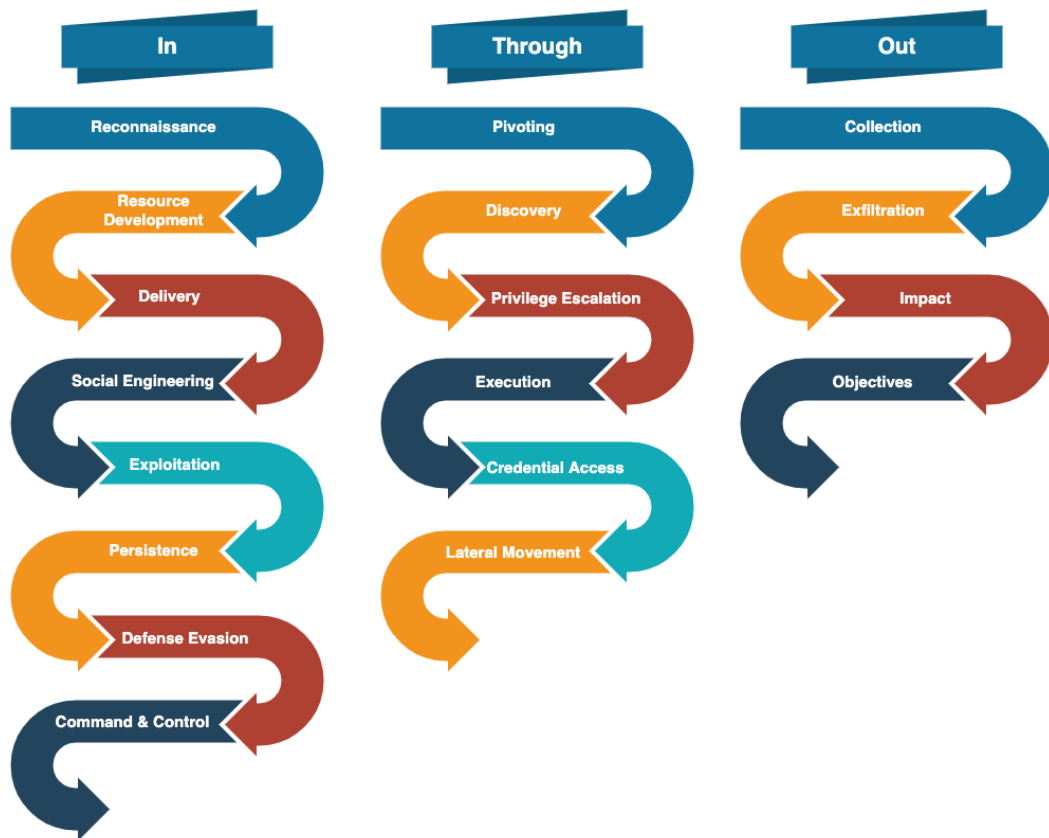 In
Reconnaissance
Resource
Development
Delivery
Social Engineering
Exploitation
Persistence
Defense Evasion
Command & Control
Through
Pivoting
Discovery
Privilege Escalation
Execution
Credential Access
Lateral Movement
Out
Collection
Exfiltration
Impact
Objectives